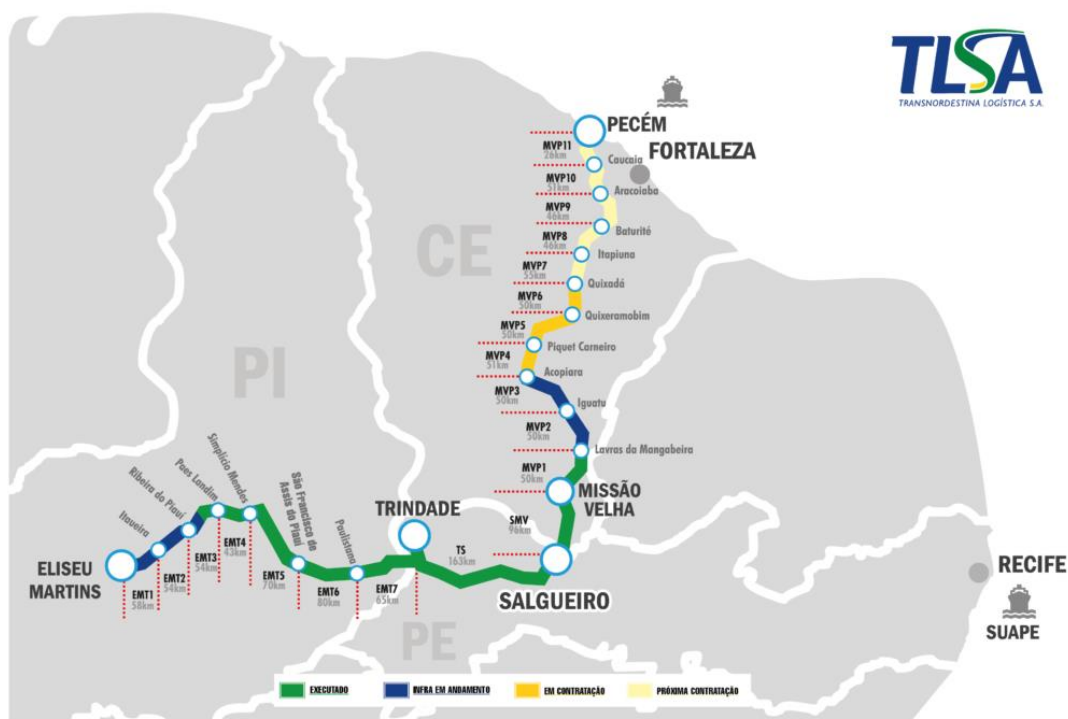 TLSA
TRANSNORDESTINA LOGÍSTICA S.A.
PECÉM
FORTALEZA
MVP11
26km
Caucaia
MVP10
51km
Aracoiaba
MVP9
46km
Baturité
MVP8
46km
Itapiuna
CE
MVP7
55km
Quixadá
MVP6
50km
Quixeramobim
MVP5
50km
Piquet Carneiro
MVP4
51km
Acopiara
PI
MVP3
50km
Iguatu
MVP2
50km
Lavras da Mangabeira
MVP1
50km
MISSÃO
VELHA
SMV
96km
TRINDADE
TS
163km
SALGUEIRO
Simplício Mendes
Paes Landim
Ribeira do Piauí
Itaueira
São Francisco de
Assis do Piauí
Paulistana
ELISEU
MARTINS
EMT1
58km
EMT2
54km
EMT3
54km
EMT4
43km
EMT5
70km
EMT6
80km
EMT7
65km
PE
RECIFE
SUAPE
EXECUTADO
INFRA EM ANDAMENTO
EM CONTRATAÇÃO
PRÓXIMA CONTRATAÇÃO